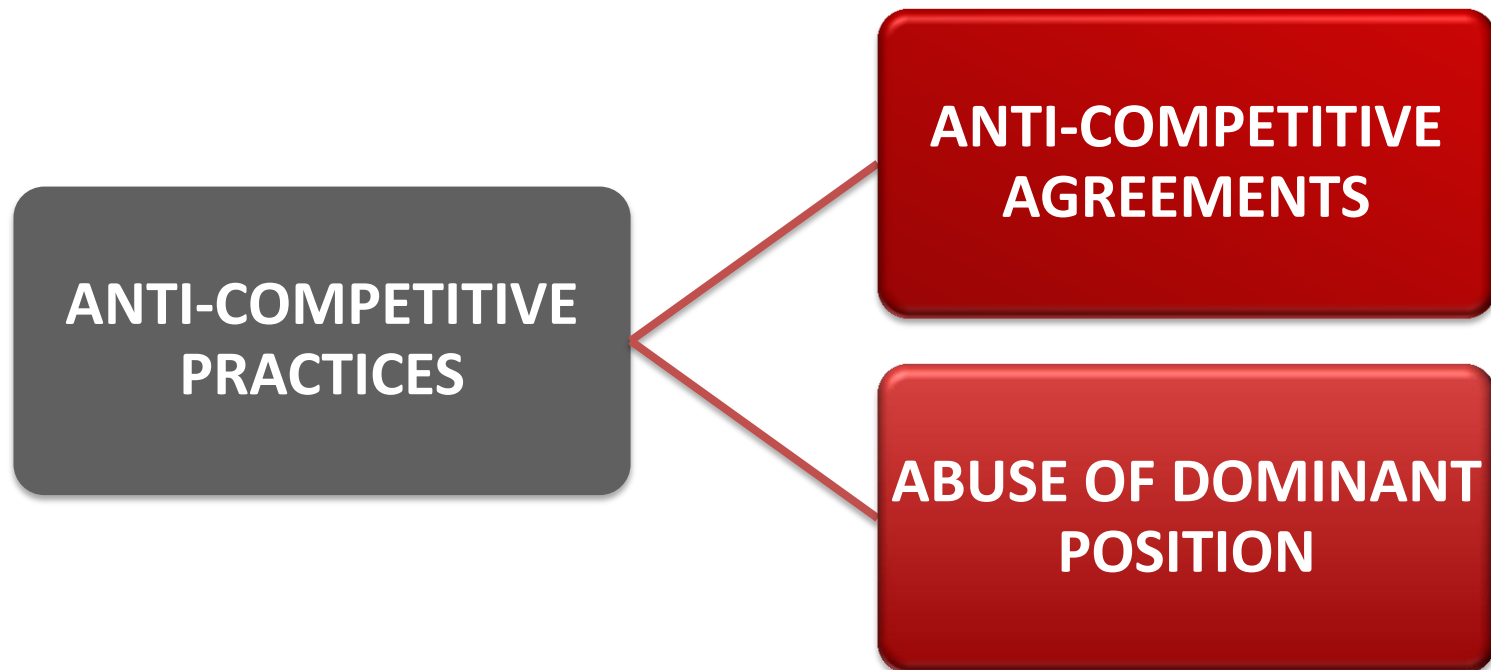 ANTI-COMPETITIVE
PRACTICES
ANTI-COMPETITIVE
AGREEMENTS
ABUSE OF DOMINANT
POSITION